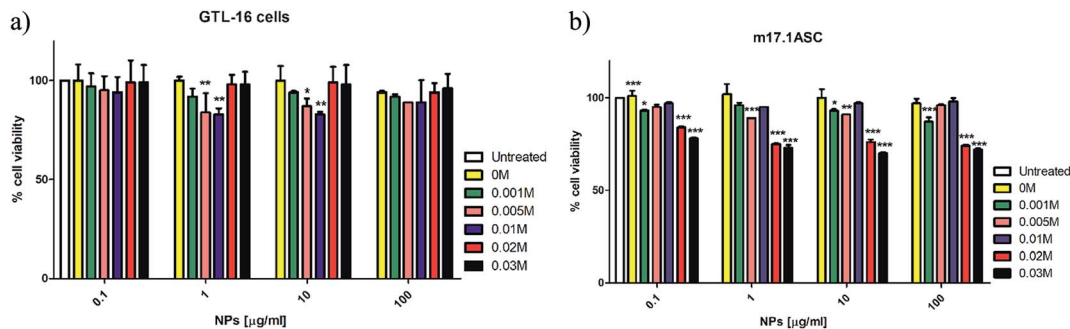 a)
GTL-16 cells
% cell viability
100
50
0
**
**
*
**
0.1
1
10
100
NPs [µg/ml]
Untreated
0M
0.001M
0.005M
0.01M
0.02M
0.03M
b)
m17.1ASC
% cell viability
100
50
0
***
*
***
***
***
***
***
*
**
***
***
***
***
***
0.1
1
10
100
NPs [µg/ml]
Untreated
0M
0.001M
0.005M
0.01M
0.02M
0.03M